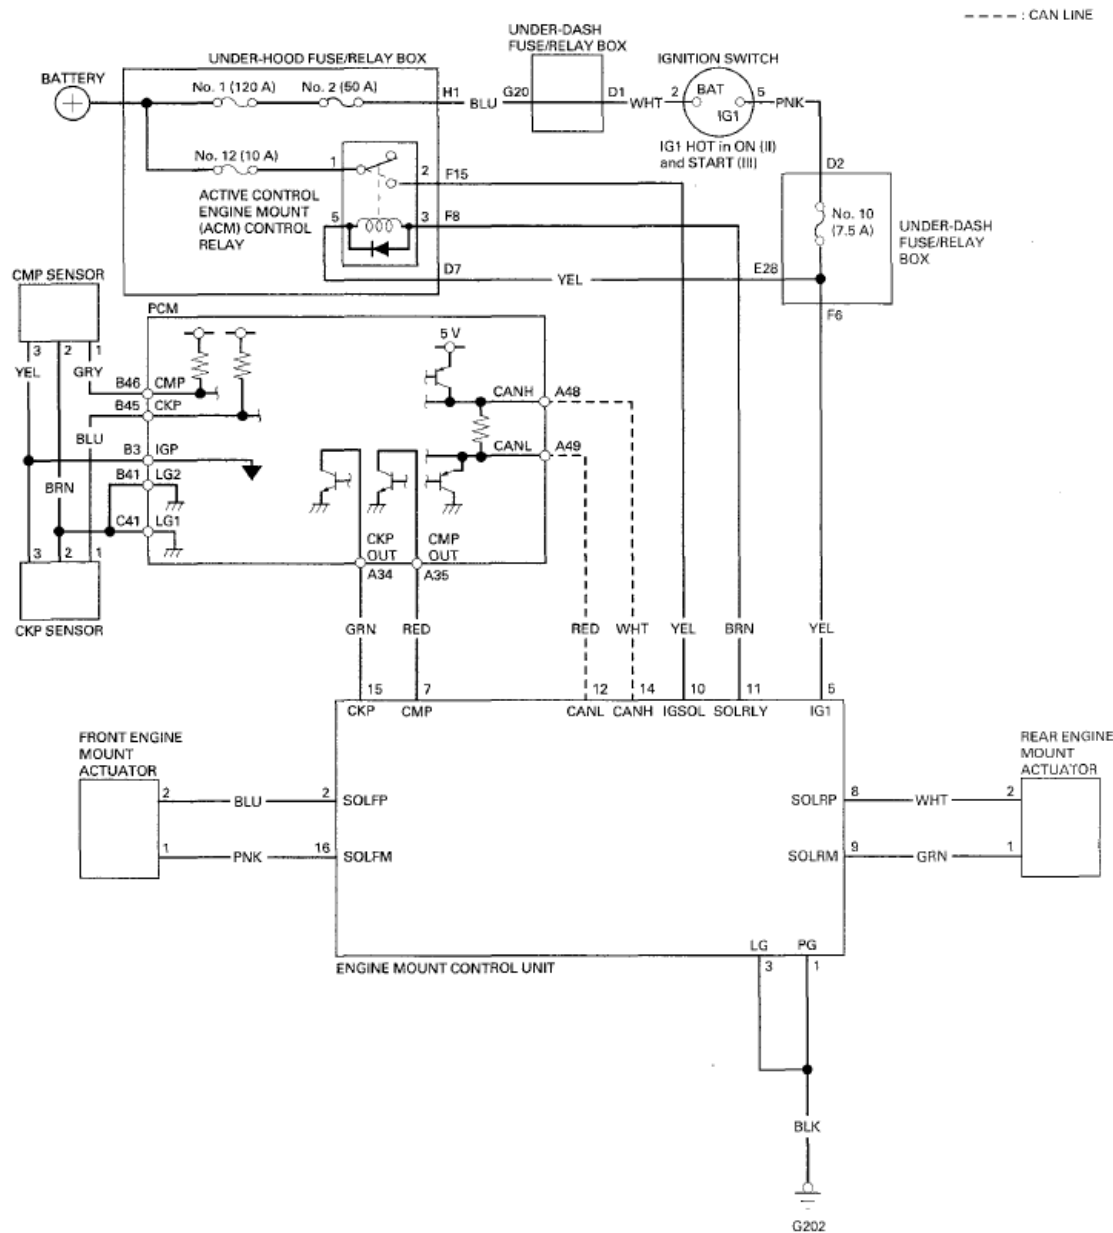 : CAN LINE
UNDER-DASH
FUSE/RELAY BOX
UNDER-HOOD FUSE/RELAY BOX
IGNITION SWITCH
BATTERY
No. 1 (120 A)
No. 2 (50 A)
H1
BLU
G20
D1
WHT
2
BAT
IG1
5
PNK
IG1 HOT in ON (II)
and START (III)
No. 12 (10 A)
1
2
F15
D2
ACTIVE CONTROL
ENGINE MOUNT
(ACM) CONTROL
RELAY
5
3
F8
No. 10
(7.5 A)
UNDER-DASH
FUSE/RELAY
BOX
D7
YEL
E28
F6
CMP SENSOR
3
2
1
YEL
GRY
PCM
5 V
B46
CMP
B45
CKP
BLU
B3
IGP
B41
LG2
BRN
C41
LG1
CANH
A48
CANL
A49
3
2
1
CKP SENSOR
CKP
OUT
CMP
OUT
A34
A35
GRN
RED
RED
WHT
YEL
BRN
YEL
15
7
12
14
10
11
5
CKP
CMP
CANL
CANH
IGSOL
SOLRLY
IG1
FRONT ENGINE
MOUNT
ACTUATOR
REAR ENGINE
MOUNT
ACTUATOR
2
BLU
2
SOLFP
SOLRP
8
WHT
2
1
PNK
16
SOLFM
SOLRM
9
GRN
1
LG
PG
ENGINE MOUNT CONTROL UNIT
3
1
BLK
G202